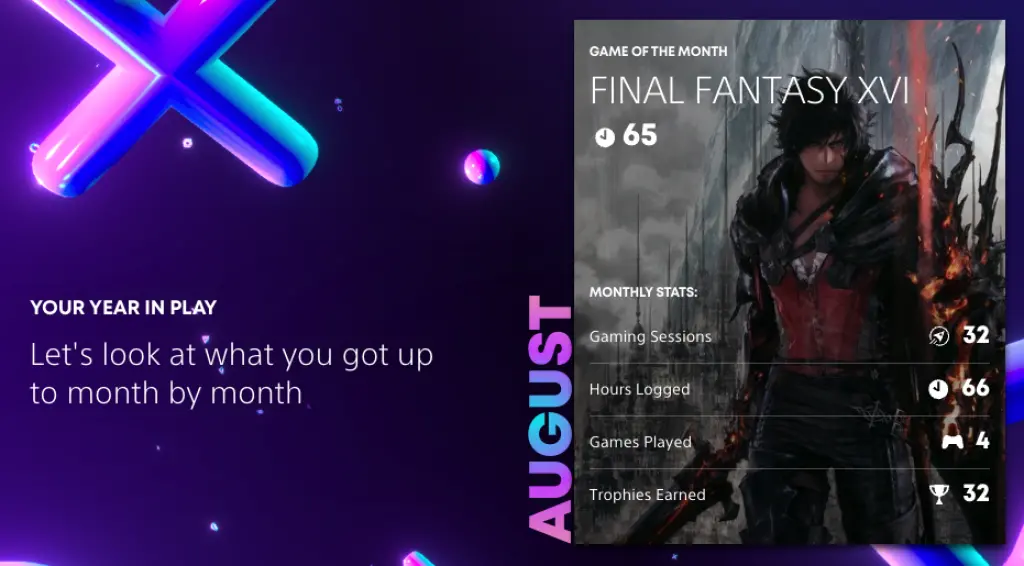 YOUR YEAR IN PLAY
Let's look at what you got up
to month by month
AUGUST
GAME OF THE MONTH
FINAL FANTASY XVI
65
MONTHLY STATS:
Gaming Sessions 32
Hours Logged 66
Games Played 4
Trophies Earned 32